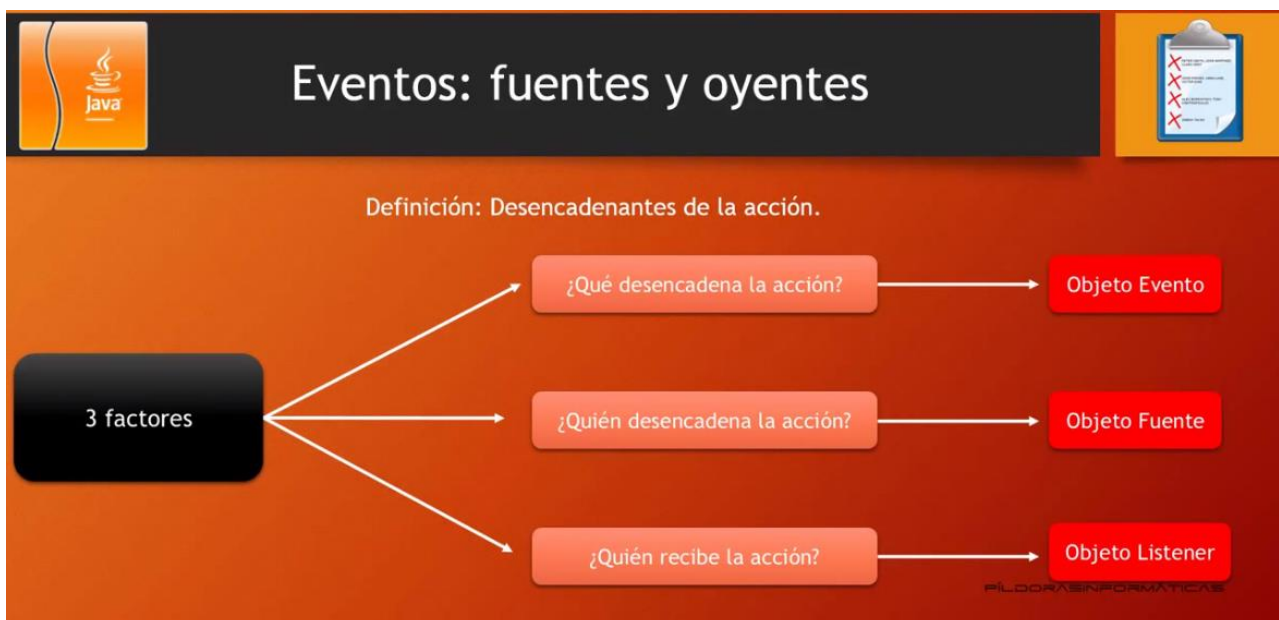 Java
Eventos: fuentes y oyentes
Definición: Desencadenantes de la acción.
3 factores
¿Qué desencadena la acción?
Objeto Evento
¿Quién desencadena la acción?
Objeto Fuente
¿Quién recibe la acción?
Objeto Listener
PÍLDORASINFORMÁTICAS